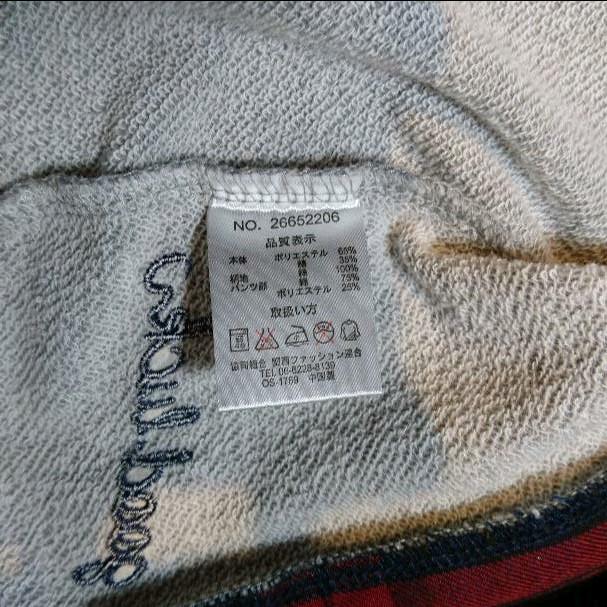 NO. 26652206
品質表示
本体 ポリエステル 65%
綿 35%
柄地 綿 100%
パンツ部 綿 75%
ポリエステル 25%
取扱い方
協同組合 関西ファッション連合
TEL 06-6228-8139
OS-1769 中国製